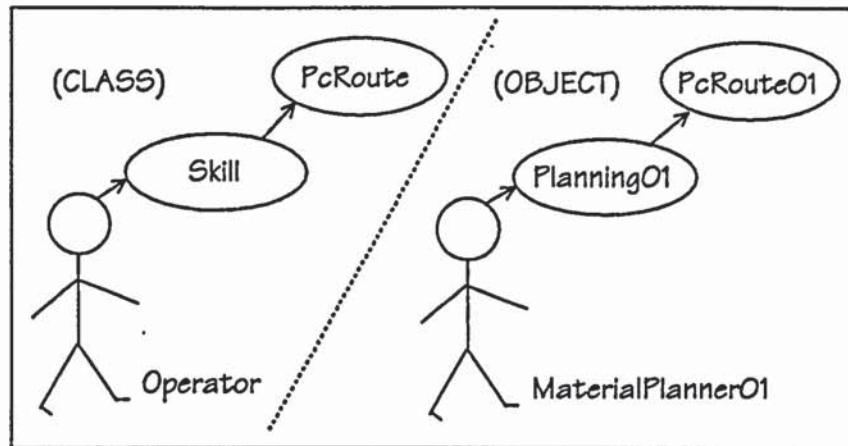 (CLASS)
PcRoute
Skill
Operator
(OBJECT)
PcRoute01
Planning01
MaterialPlanner01